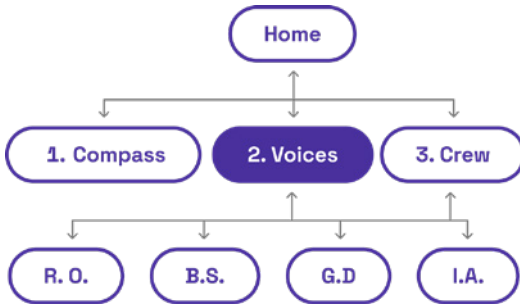 Home
1. Compass
2. Voices
3. Crew
R. O.
B.S.
G.D
I.A.